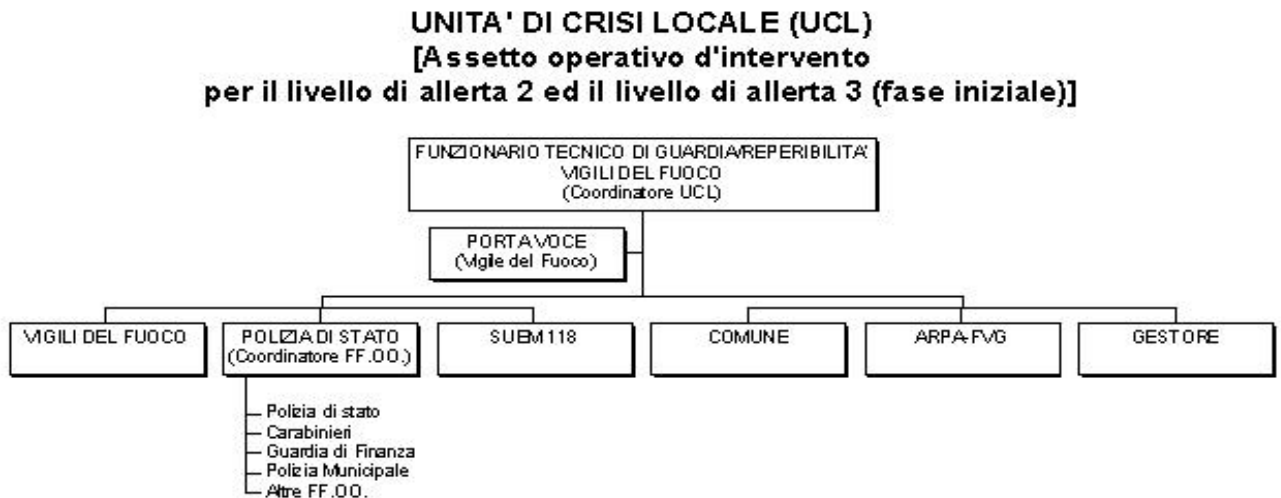 UNITA' DI CRISI LOCALE (UCL)
[Assetto operativo d'intervento
per il livello di allerta 2 ed il livello di allerta 3 (fase iniziale)]
FUNZIONARIO TECNICO DI GUARDIA/REPERIBILITA'
VIGILI DEL FUOCO
(Coordinatore UCL)
PORTAVOCE
(Vigile del Fuoco)
VIGILI DEL FUOCO
POLIZIA DI STATO
(Coordinatore FF.OO.)
SUEM 118
COMUNE
ARPA-FVG
GESTORE
Polizia di stato
Carabinieri
Guardia di Finanza
Polizia Municipale
Altre FF.OO.